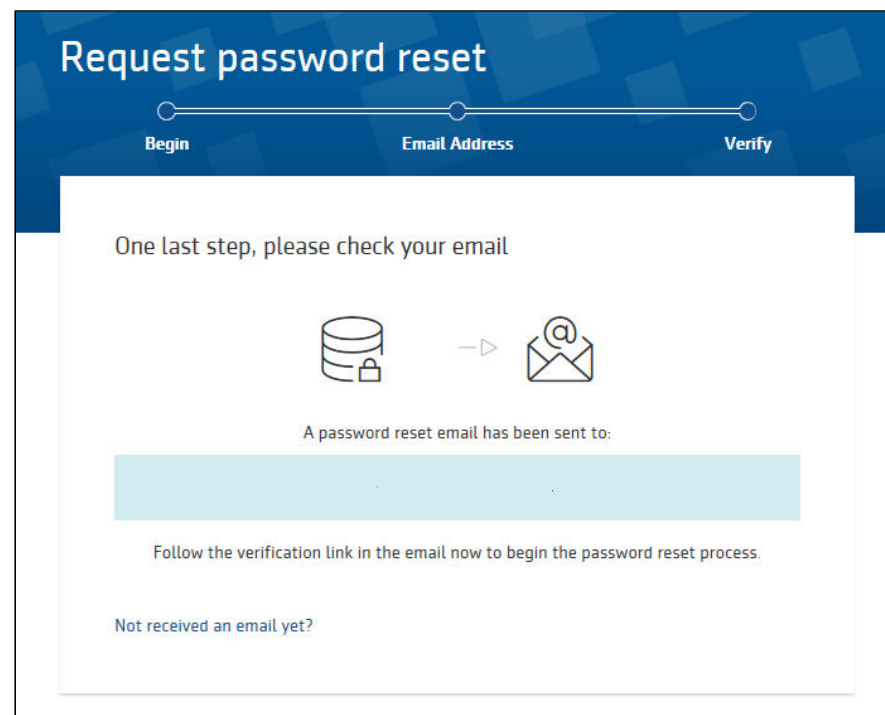 Request password reset
Begin
Email Address
Verify
One last step, please check your email
@
A password reset email has been sent to:
Follow the verification link in the email now to begin the password reset process.
Not received an email yet?